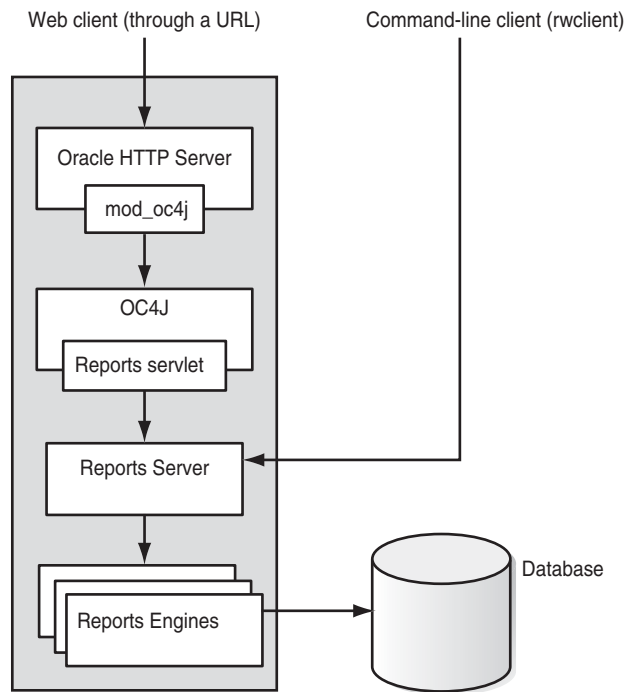 Web client (through a URL)
Command-line client (rwclient)
Oracle HTTP Server
mod_oc4j
OC4J
Reports servlet
Reports Server
Reports Engines
Database